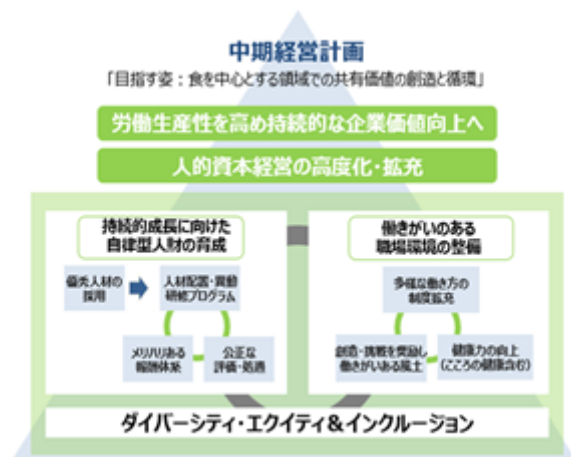 中期経営計画
「目指す姿：食を中心とする領域での共有価値の創造と循環」
労働生産性を高め持続的な企業価値向上へ
人的資本経営の高度化・拡充
持続的成長に向けた
自律型人財の育成
優秀人材の
採用
人材配置・異動
研修プログラム
メリハリある
報酬体系
公正な
評価・処遇
働きがいのある
職場環境の整備
多様な働き方の
制度拡充
創造・挑戦を奨励し
働きがいある風土
健康力の向上
(こころの健康含む)
ダイバーシティ・エクイティ＆インクルージョン